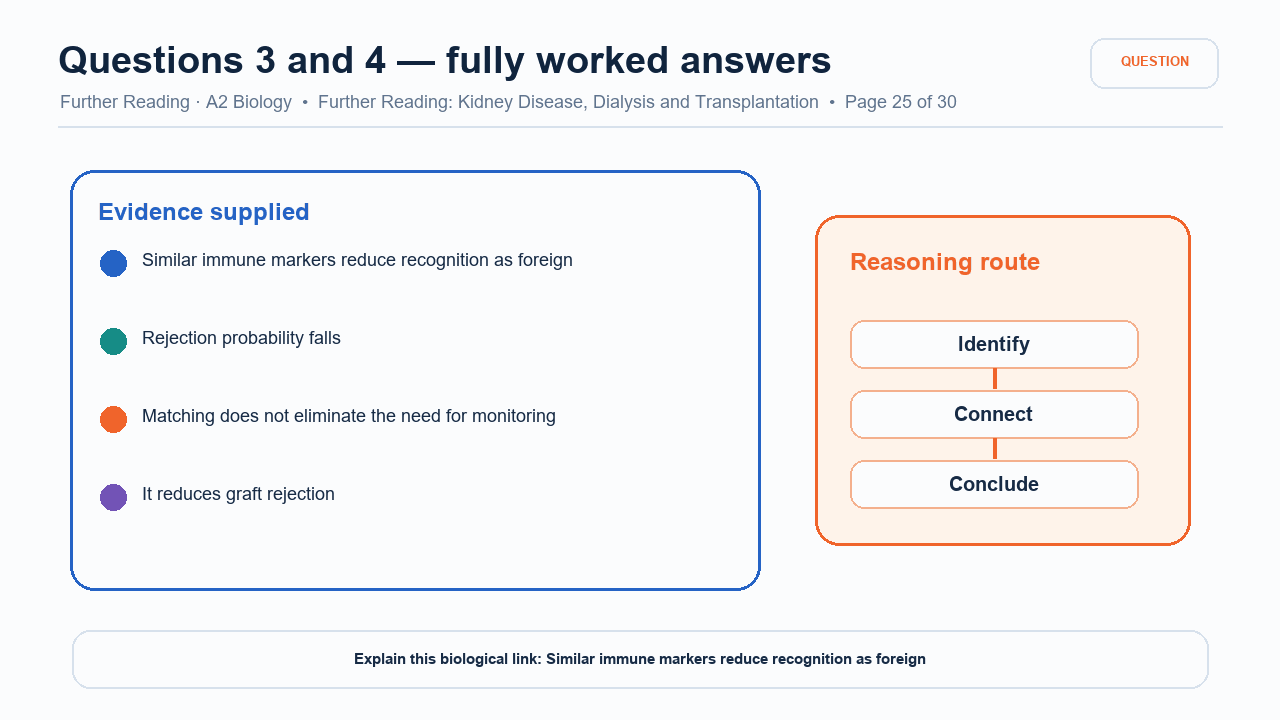 Questions 3 and 4 — fully worked answers
QUESTION
Further Reading · A2 Biology • Further Reading: Kidney Disease, Dialysis and Transplantation • Page 25 of 30
Evidence supplied
Similar immune markers reduce recognition as foreign
Rejection probability falls
Matching does not eliminate the need for monitoring
It reduces graft rejection
Reasoning route
Identify
Connect
Conclude
Explain this biological link: Similar immune markers reduce recognition as foreign